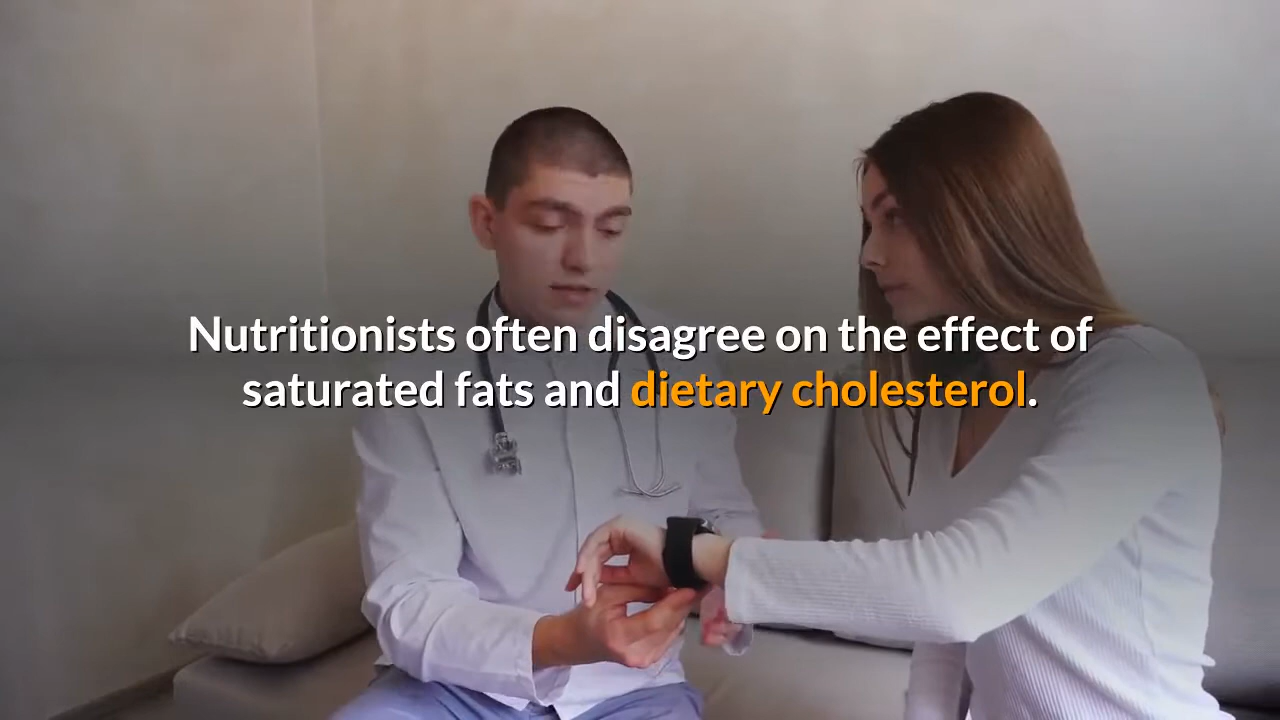 Nutritionists often disagree on the effect of
saturated fats and dietary cholesterol.